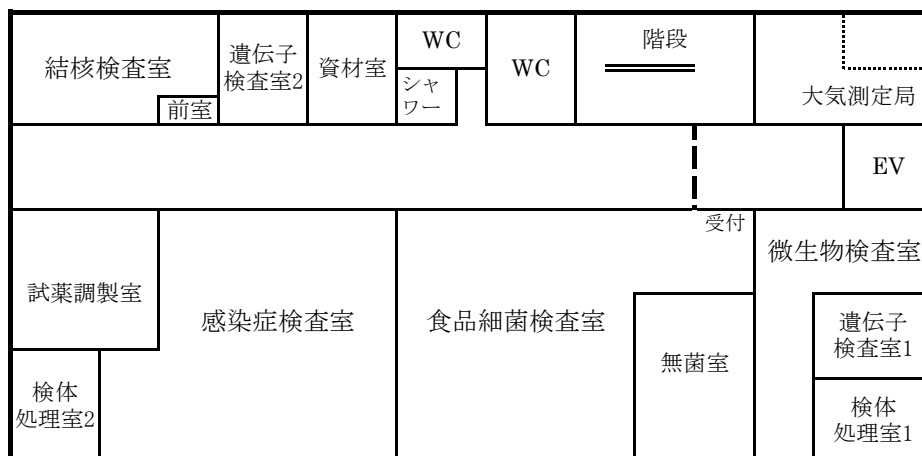 結核検査室
前室
遺伝子
検査室2
資材室
WC
シャ
ワー
WC
階段
大気測定局
EV
受付
試薬調製室
検体
処理室2
感染症検査室
食品細菌検査室
無菌室
微生物検査室
遺伝子
検査室1
検体
処理室1